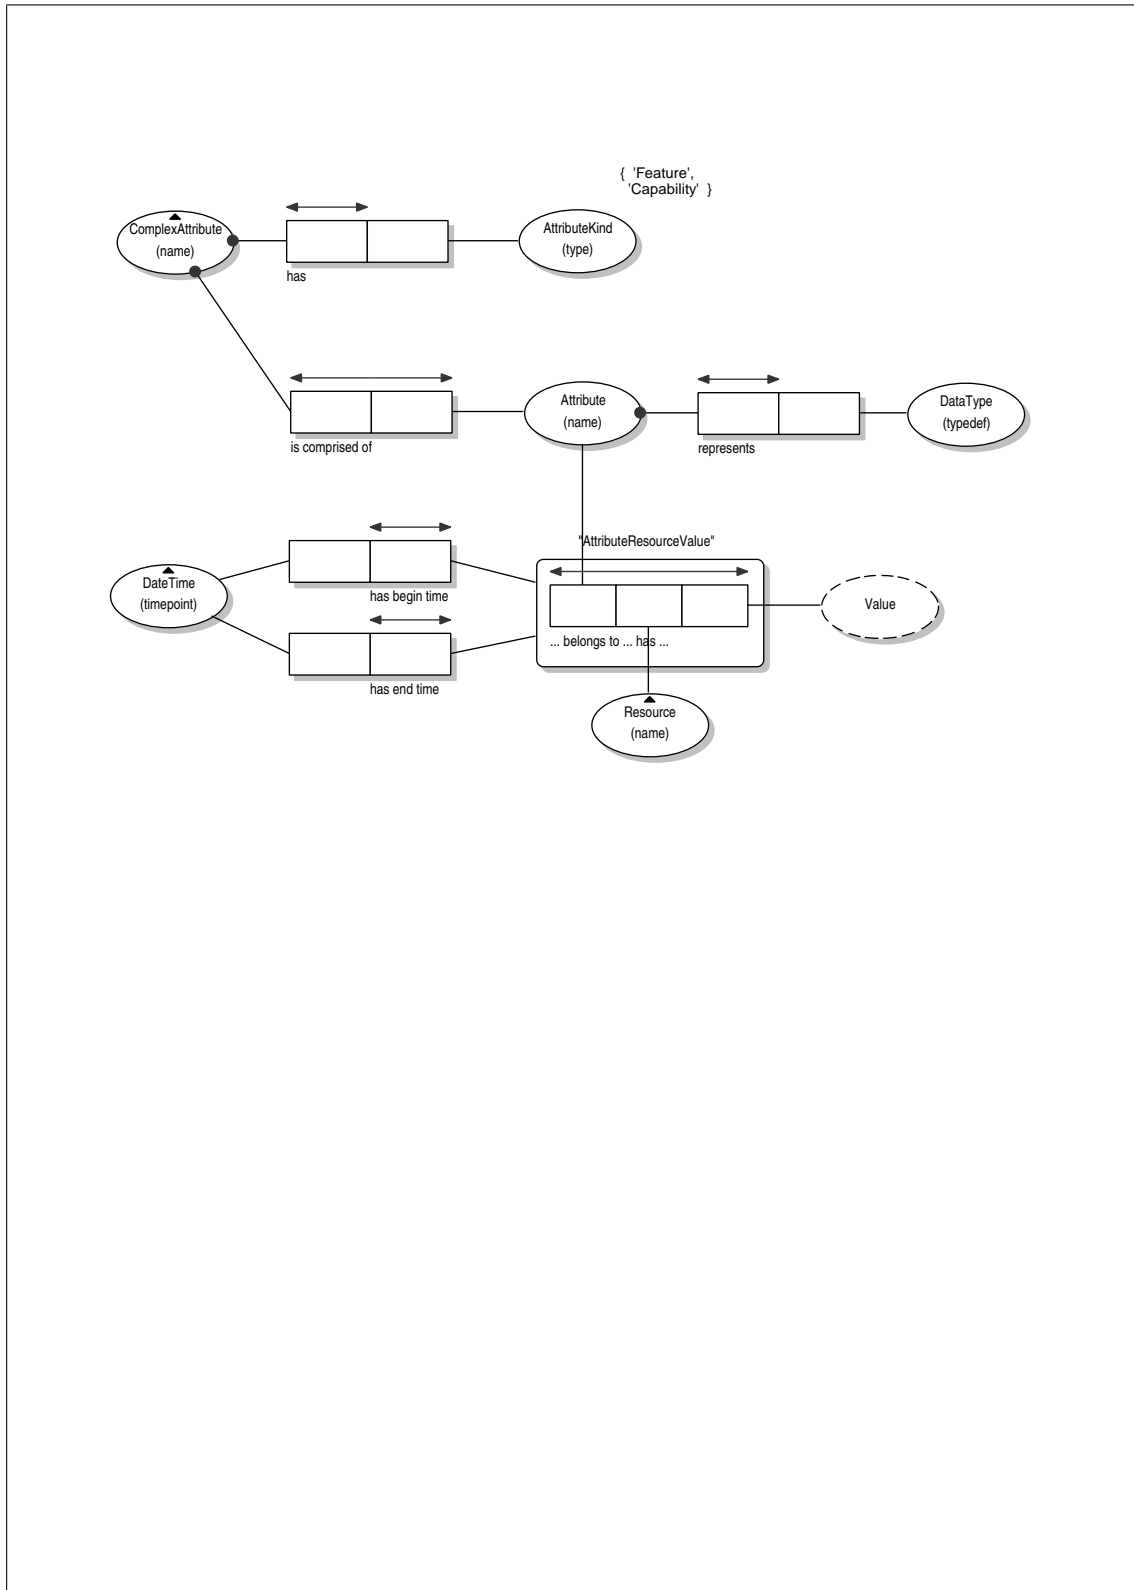 { 'Feature',
'Capability' }
ComplexAttribute
(name)
has
AttributeKind
(type)
is comprised of
Attribute
(name)
represents
DataType
(typedef)
DateTime
(timepoint)
has begin time
has end time
"AttributeResourceValue"
... belongs to ... has ...
Value
Resource
(name)